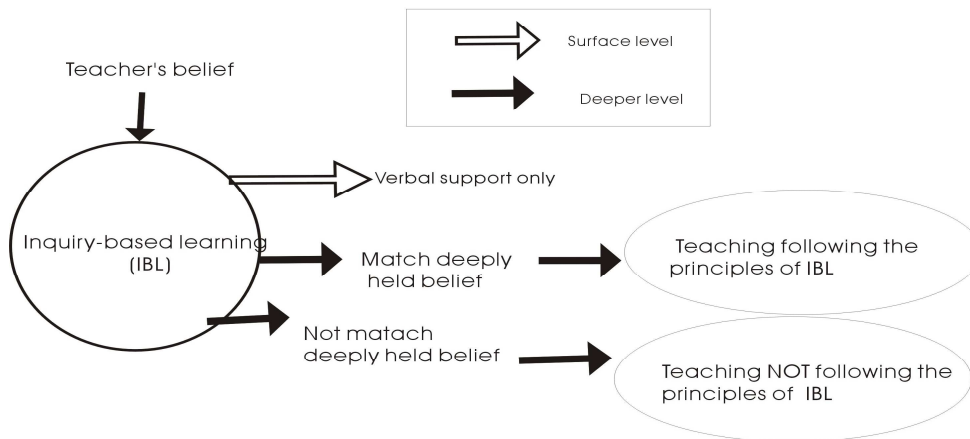 Surface level
Deeper level
Teacher's belief
Verbal support only
Inquiry-based learning
(IBL)
Match deeply
held belief
Teaching following the
principles of IBL
Not matach
deeply held belief
Teaching NOT following the
principles of IBL